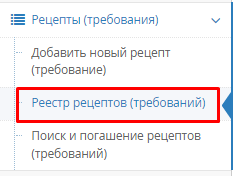 Рецепты (требования)
Добавить новый рецепт
(требование)
Реестр рецептов (требований)
Поиск и погашение рецептов
(требований)